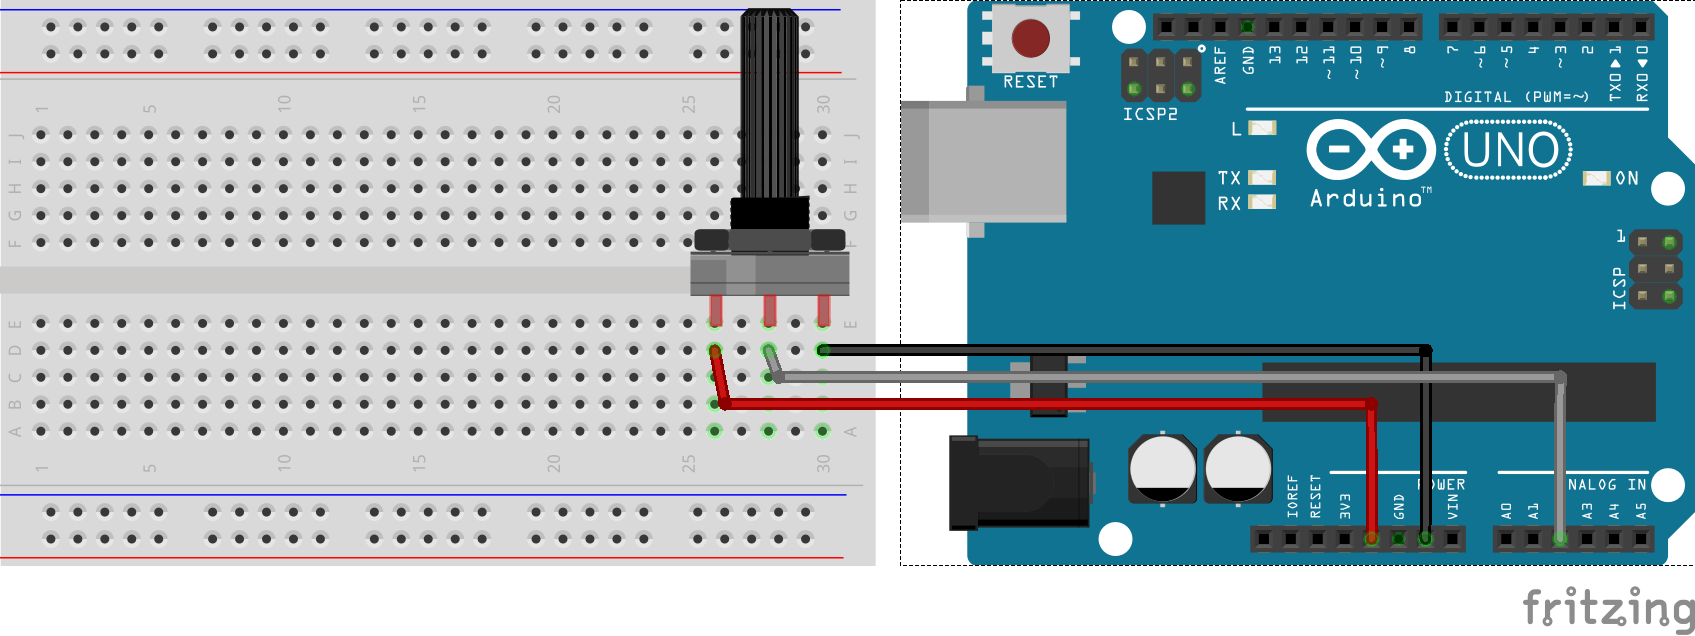 1 5 10 15 20 25 30
J J
I I
H H
G G
F F
E E
D D
C C
B B
A A
1 5 10 15 20 25 30
RESET
ICSP2
AREF GND 13 12 ~11 ~10 ~9 8 7 ~6 ~5 4 ~3 2 TX0▶1 RX0◀0
DIGITAL (PWM=~)
L
TX
RX
UNO
Arduino™
ON
1
ICSP
OWER
NALOG IN
IOREF RESET 3V3 GND VIN A0 A1 A3 A4 A5
fritzing